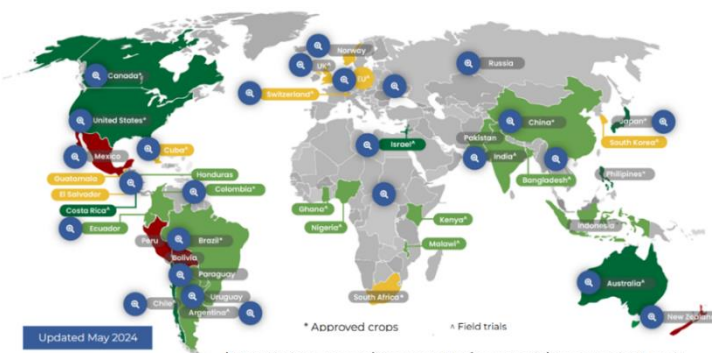 Norway
Canada^
UK^
EU^
Russia
Switzerland^
United States*
China^
Japan^
Cuba^
Israel^
Pakistan
South Korea^
Mexico
India^
Guatemala
Honduras
Philipines^
El Salvador
Colombia^
Bangladesh^
Costa Rica^
Ghana^
Kenya^
Ecuador
Nigeria^
Indonesia
Peru
Brazil*
Malawi^
Bolivia
Paraguay
Australia^
South Africa^
Chile^
Uruguay
Argentina^
New Zealand
Updated May 2024
* Approved crops
^ Field trials